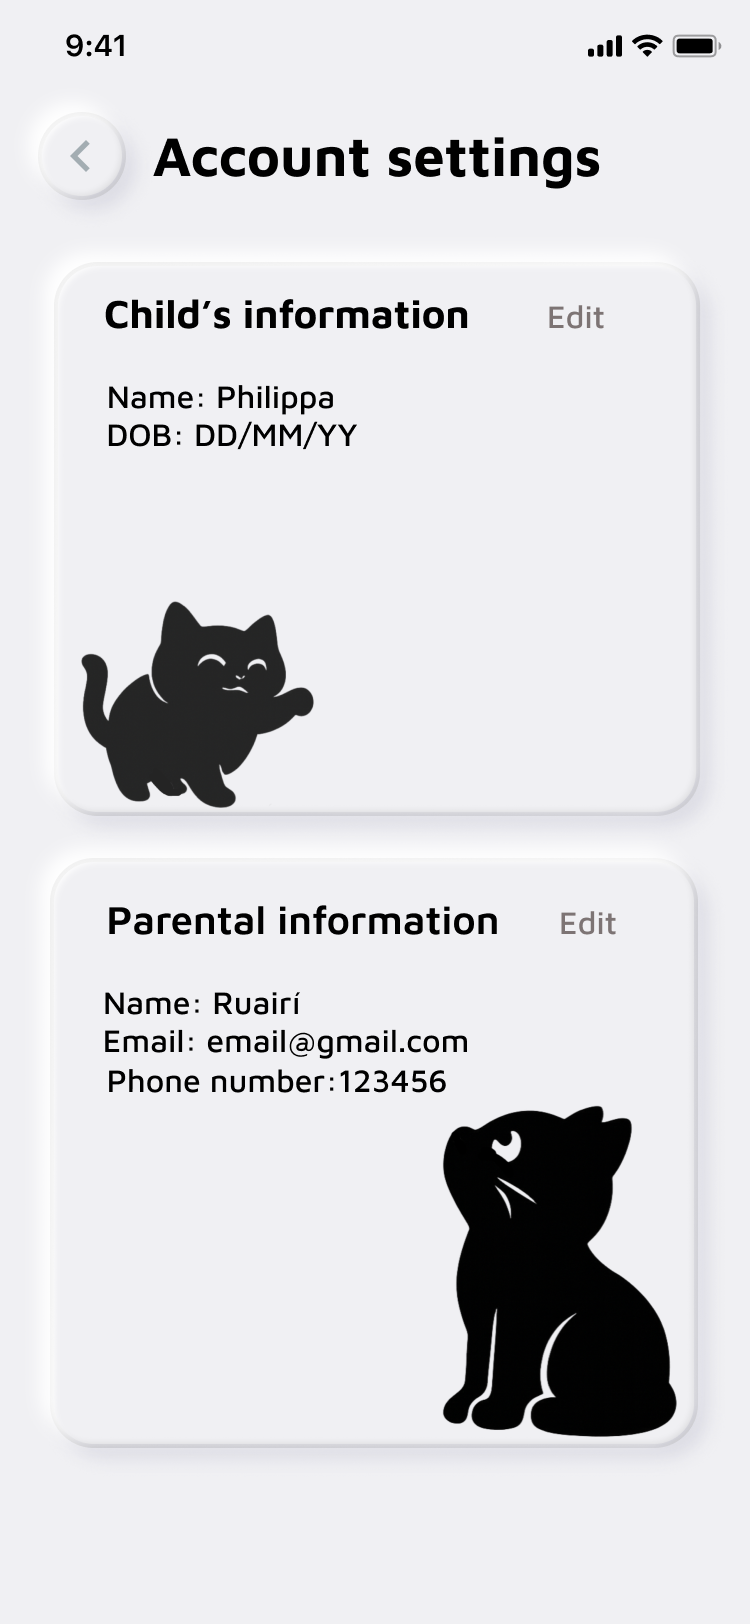 9:41
Account settings
Child’s information Edit
Name: Philippa
DOB: DD/MM/YY
Parental information Edit
Name: Ruairí
Email: email@gmail.com
Phone number:123456